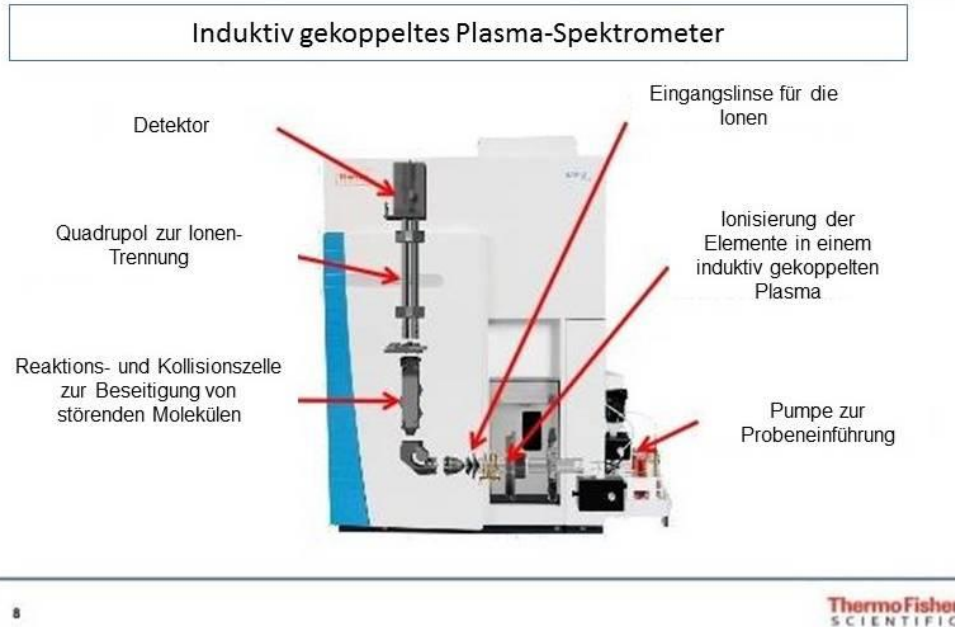 Induktiv gekoppeltes Plasma-Spektrometer
Eingangslinse für die
Ionen
Detektor
Ionisierung der
Elemente in einem
induktiv gekoppelten
Plasma
Quadrupol zur Ionen-
Trennung
Reaktions- und Kollisionszelle
zur Beseitigung von
störenden Molekülen
Pumpe zur
Probeneinführung
8
ThermoFisher
SCIENTIFIC